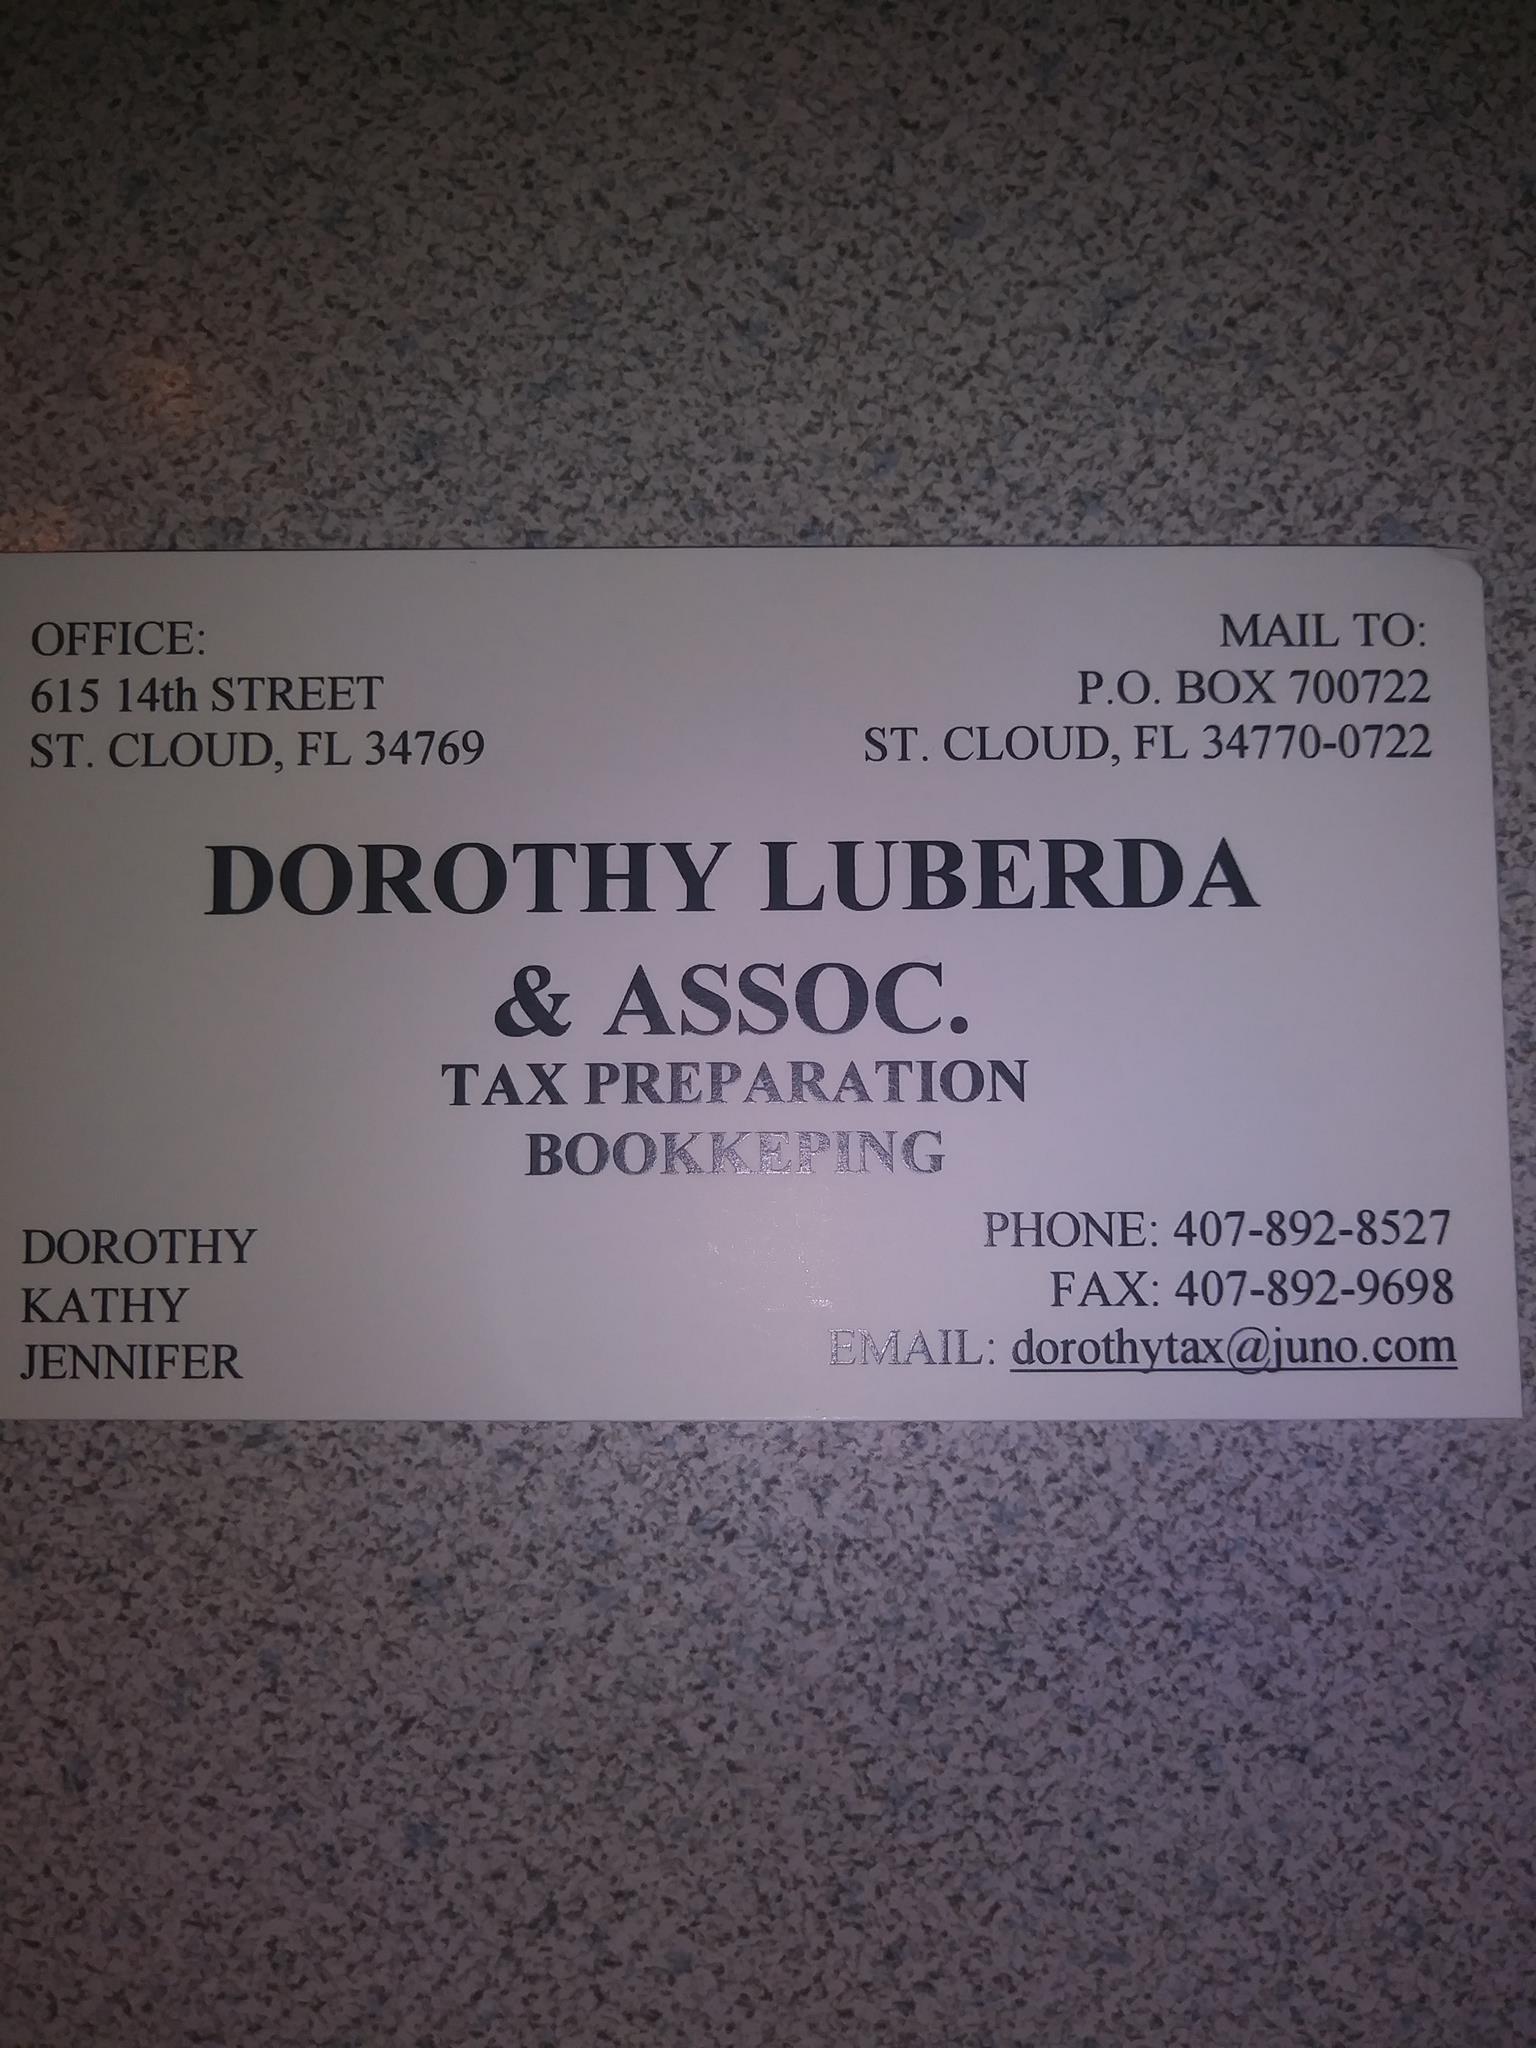 OFFICE:
615 14th STREET
ST. CLOUD, FL 34769
MAIL TO:
P.O. BOX 700722
ST. CLOUD, FL 34770-0722
DOROTHY LUBERDA
& ASSOC.
TAX PREPARATION
BOOKKEPING
DOROTHY
KATHY
JENNIFER
PHONE: 407-892-8527
FAX: 407-892-9698
EMAIL: dorothytax@juno.com